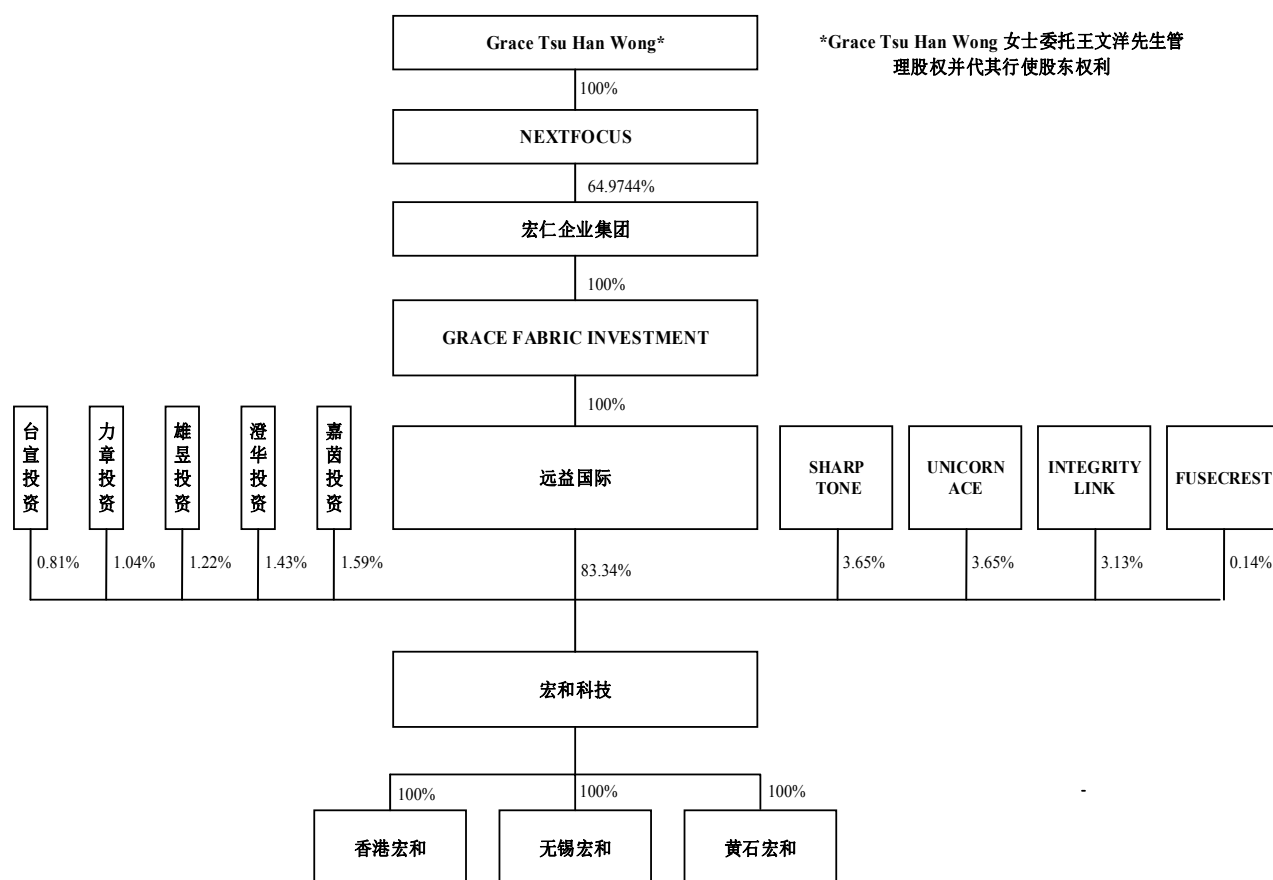 Grace Tsu Han Wong*
*Grace Tsu Han Wong 女士委托王文洋先生管
理股权并代其行使股东权利
100%
NEXTFOCUS
64.9744%
宏仁企业集团
100%
GRACE FABRIC INVESTMENT
100%
台宣投资
力章投资
雄昱投资
澄华投资
嘉茵投资
远益国际
SHARP
TONE
UNICORN
ACE
INTEGRITY
LINK
FUSECREST
0.81%
1.04%
1.22%
1.43%
1.59%
83.34%
3.65%
3.65%
3.13%
0.14%
宏和科技
100%
100%
100%
-
香港宏和
无锡宏和
黄石宏和